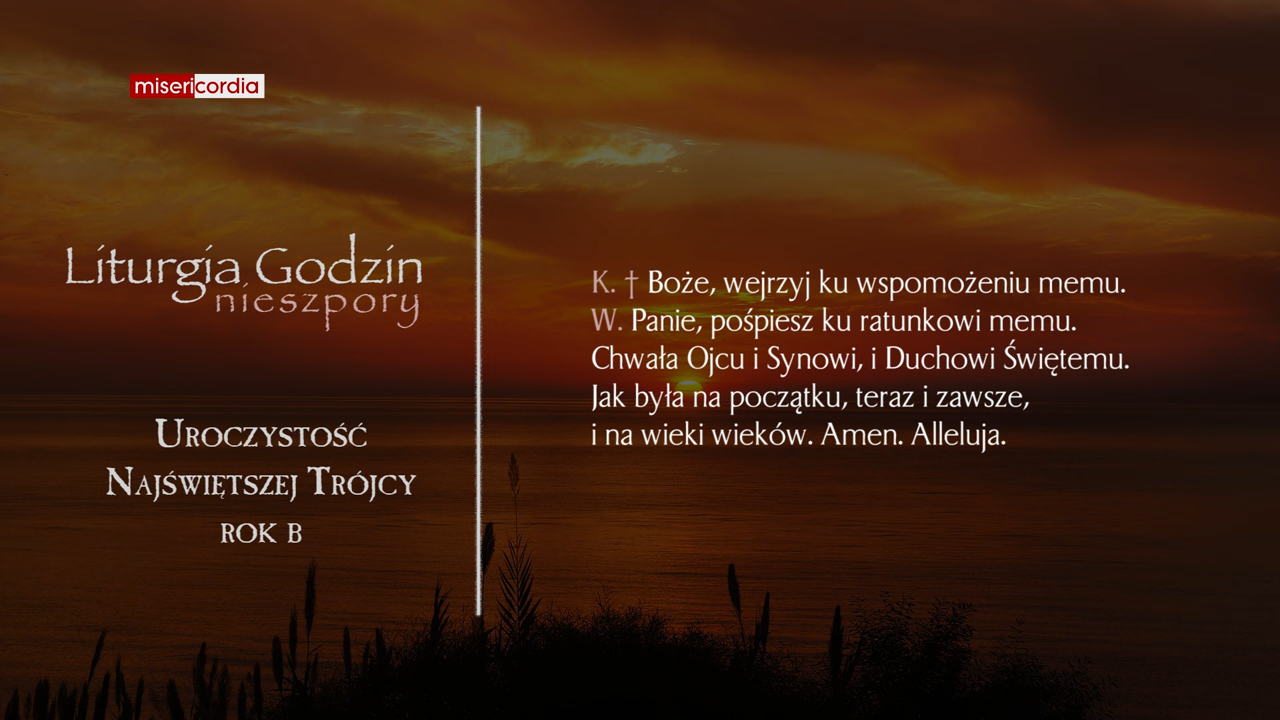 misericordia
Liturgia Godzin
nieszpory
Uroczystość
Najświętszej Trójcy
rok B
K. † Boże, wejrzyj ku wspomożeniu memu.
W. Panie, pośpiesz ku ratunkowi memu.
Chwała Ojcu i Synowi, i Duchowi Świętemu.
Jak była na początku, teraz i zawsze,
i na wieki wieków. Amen. Alleluja.